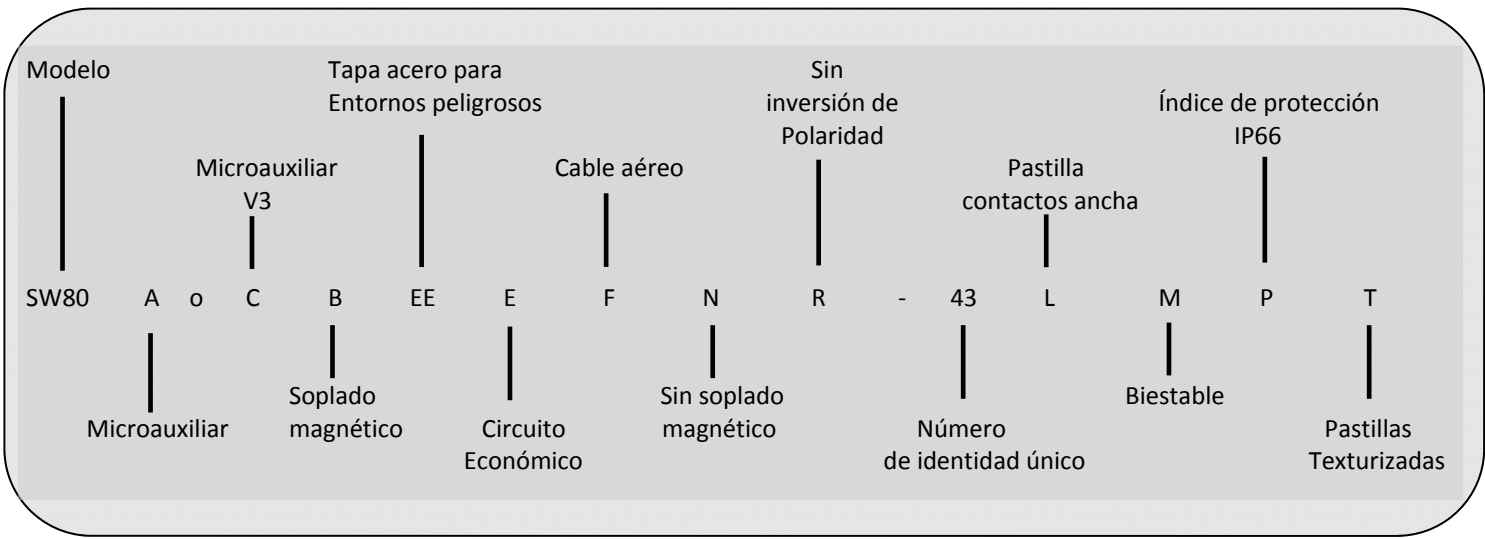 Modelo
Tapa acero para
Entornos peligrosos
Sin
inversión de
Polaridad
Índice de protección
IP66
Microauxiliar
V3
Cable aéreo
Pastilla
contactos ancha
SW80 A o C B EE E F N R - 43 L M P T
Microauxiliar
Soplado
magnético
Circuito
Económico
Sin soplado
magnético
Número
de identidad único
Biestable
Pastillas
Texturizadas